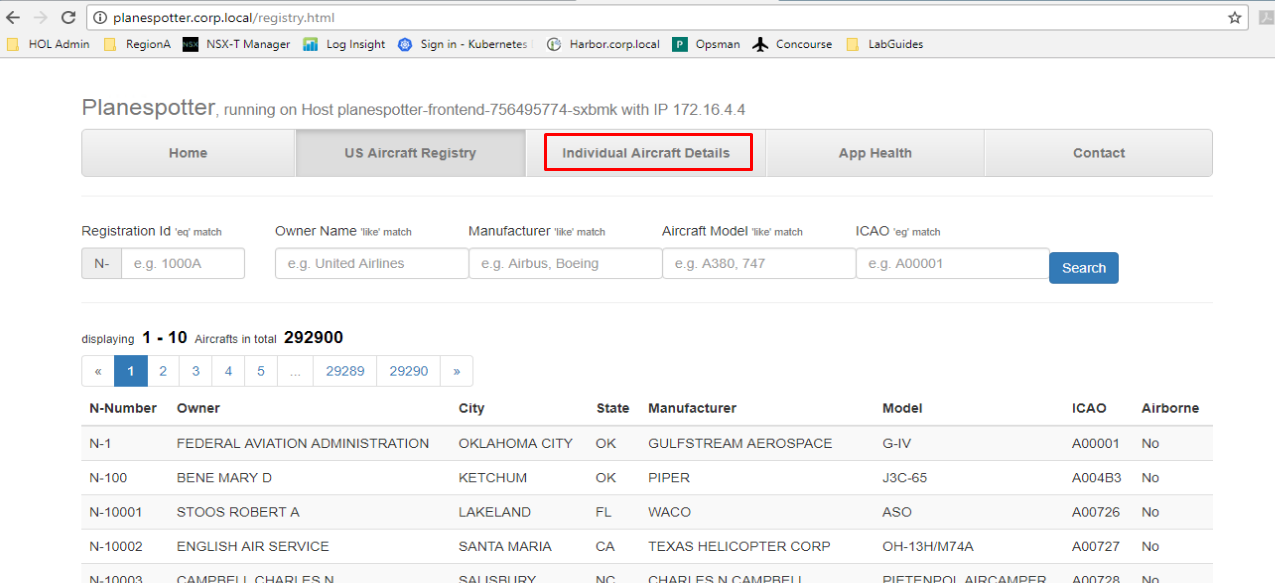 planespotter.corp.local/registry.html
HOL Admin RegionA NSX NSX-T Manager Log Insight Sign in - Kubernetes Harbor.corp.local P Opsman Concourse LabGuides
Planespotter, running on Host planespotter-frontend-756495774-sxbmk with IP 172.16.4.4
Home US Aircraft Registry Individual Aircraft Details App Health Contact
Registration Id 'eq' match Owner Name 'like' match Manufacturer 'like' match Aircraft Model 'like' match ICAO 'eg' match
N- e.g. 1000A e.g. United Airlines e.g. Airbus, Boeing e.g. A380, 747 e.g. A00001 Search
displaying 1 - 10 Aircrafts in total 292900
« 1 2 3 4 5 ... 29289 29290 »
N-Number Owner City State Manufacturer Model ICAO Airborne
N-1 FEDERAL AVIATION ADMINISTRATION OKLAHOMA CITY OK GULFSTREAM AEROSPACE G-IV A00001 No
N-100 BENE MARY D KETCHUM OK PIPER J3C-65 A004B3 No
N-10001 STOOS ROBERT A LAKELAND FL WACO ASO A00726 No
N-10002 ENGLISH AIR SERVICE SANTA MARIA CA TEXAS HELICOPTER CORP OH-13H/M74A A00727 No
N-10003 CAMPBELL CHARLES N SALISBURY NC CHARLES N CAMPBELL PIETENPOL AIRCAMPER A00728 No